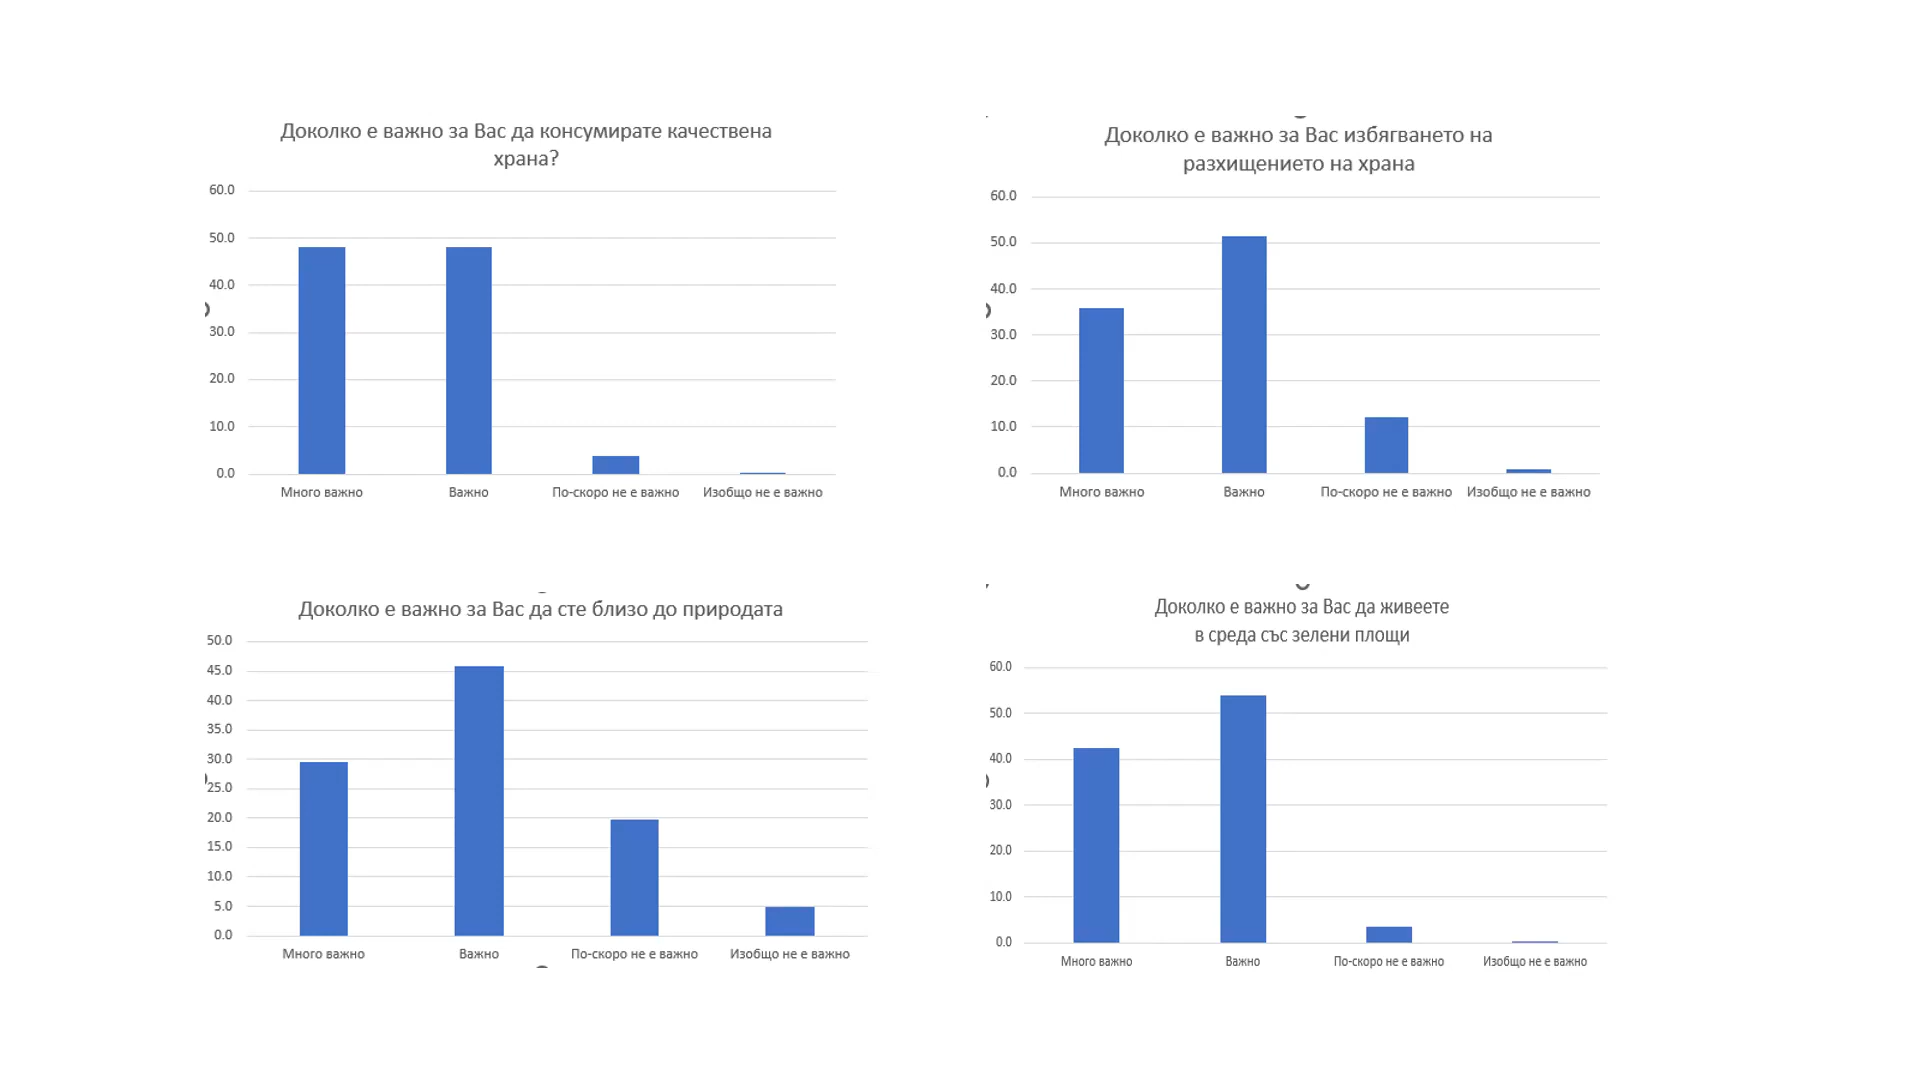 Доколко е важно за Вас да консумирате качествена
храна?
60.0
50.0
40.0
30.0
20.0
10.0
0.0
Много важно Важно По-скоро не е важно Изобщо не е важно
Доколко е важно за Вас избягването на
разхищението на храна
60.0
50.0
40.0
30.0
20.0
10.0
0.0
Много важно Важно По-скоро не е важно Изобщо не е важно
Доколко е важно за Вас да сте близо до природата
50.0
45.0
40.0
35.0
30.0
25.0
20.0
15.0
10.0
5.0
0.0
Много важно Важно По-скоро не е важно Изобщо не е важно
Доколко е важно за Вас да живеете
в среда със зелени площи
60.0
50.0
40.0
30.0
20.0
10.0
0.0
Много важно Важно По-скоро не е важно Изобщо не е важно